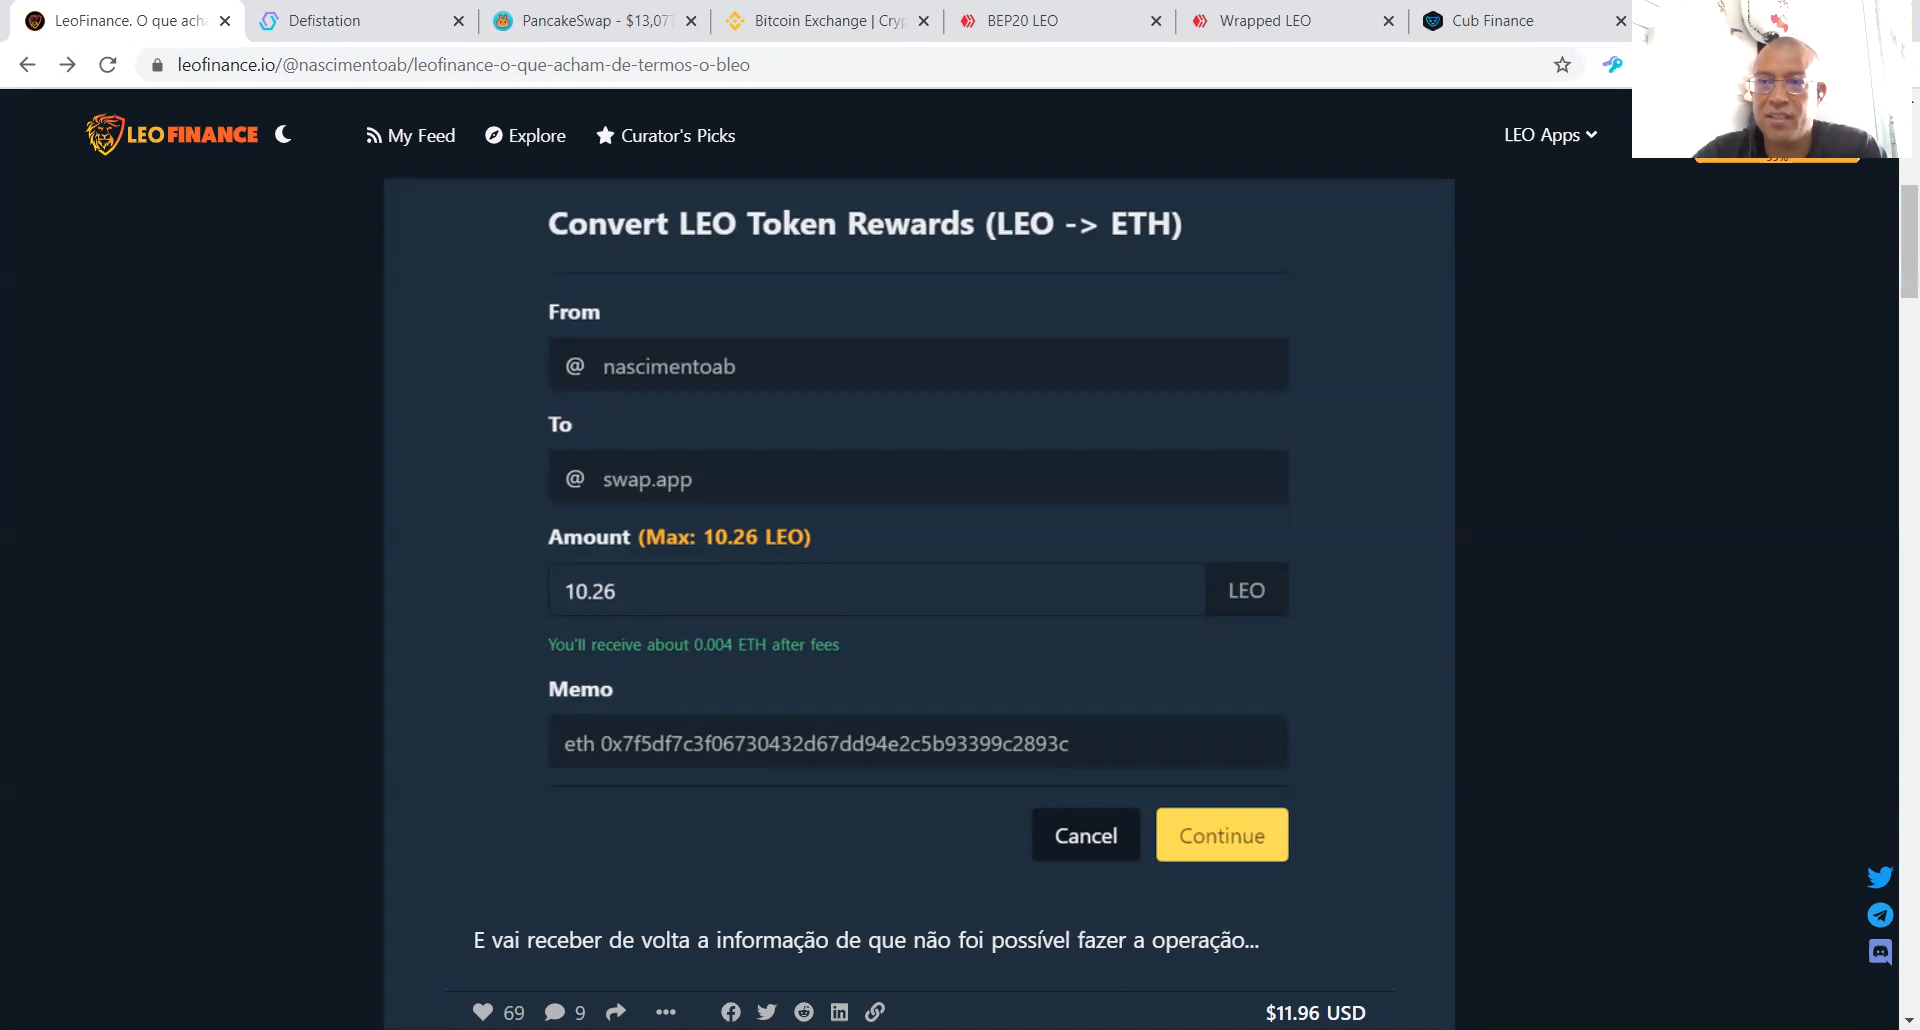 LeoFinance. O que ach
Defistation
PancakeSwap - $13,077
Bitcoin Exchange | Cryp
BEP20 LEO
Wrapped LEO
Cub Finance
leofinance.io/@nascimentoab/leofinance-o-que-acham-de-termos-o-bleo
LEOFINANCE
My Feed
Explore
Curator's Picks
LEO Apps
Convert LEO Token Rewards (LEO -> ETH)
From
@ nascimentoab
To
@ swap.app
Amount (Max: 10.26 LEO)
10.26
LEO
You'll receive about 0.004 ETH after fees
Memo
eth 0x7f5df7c3f06730432d67dd94e2c5b93399c2893c
Cancel
Continue
E vai receber de volta a informação de que não foi possível fazer a operação...
69
9
$11.96 USD